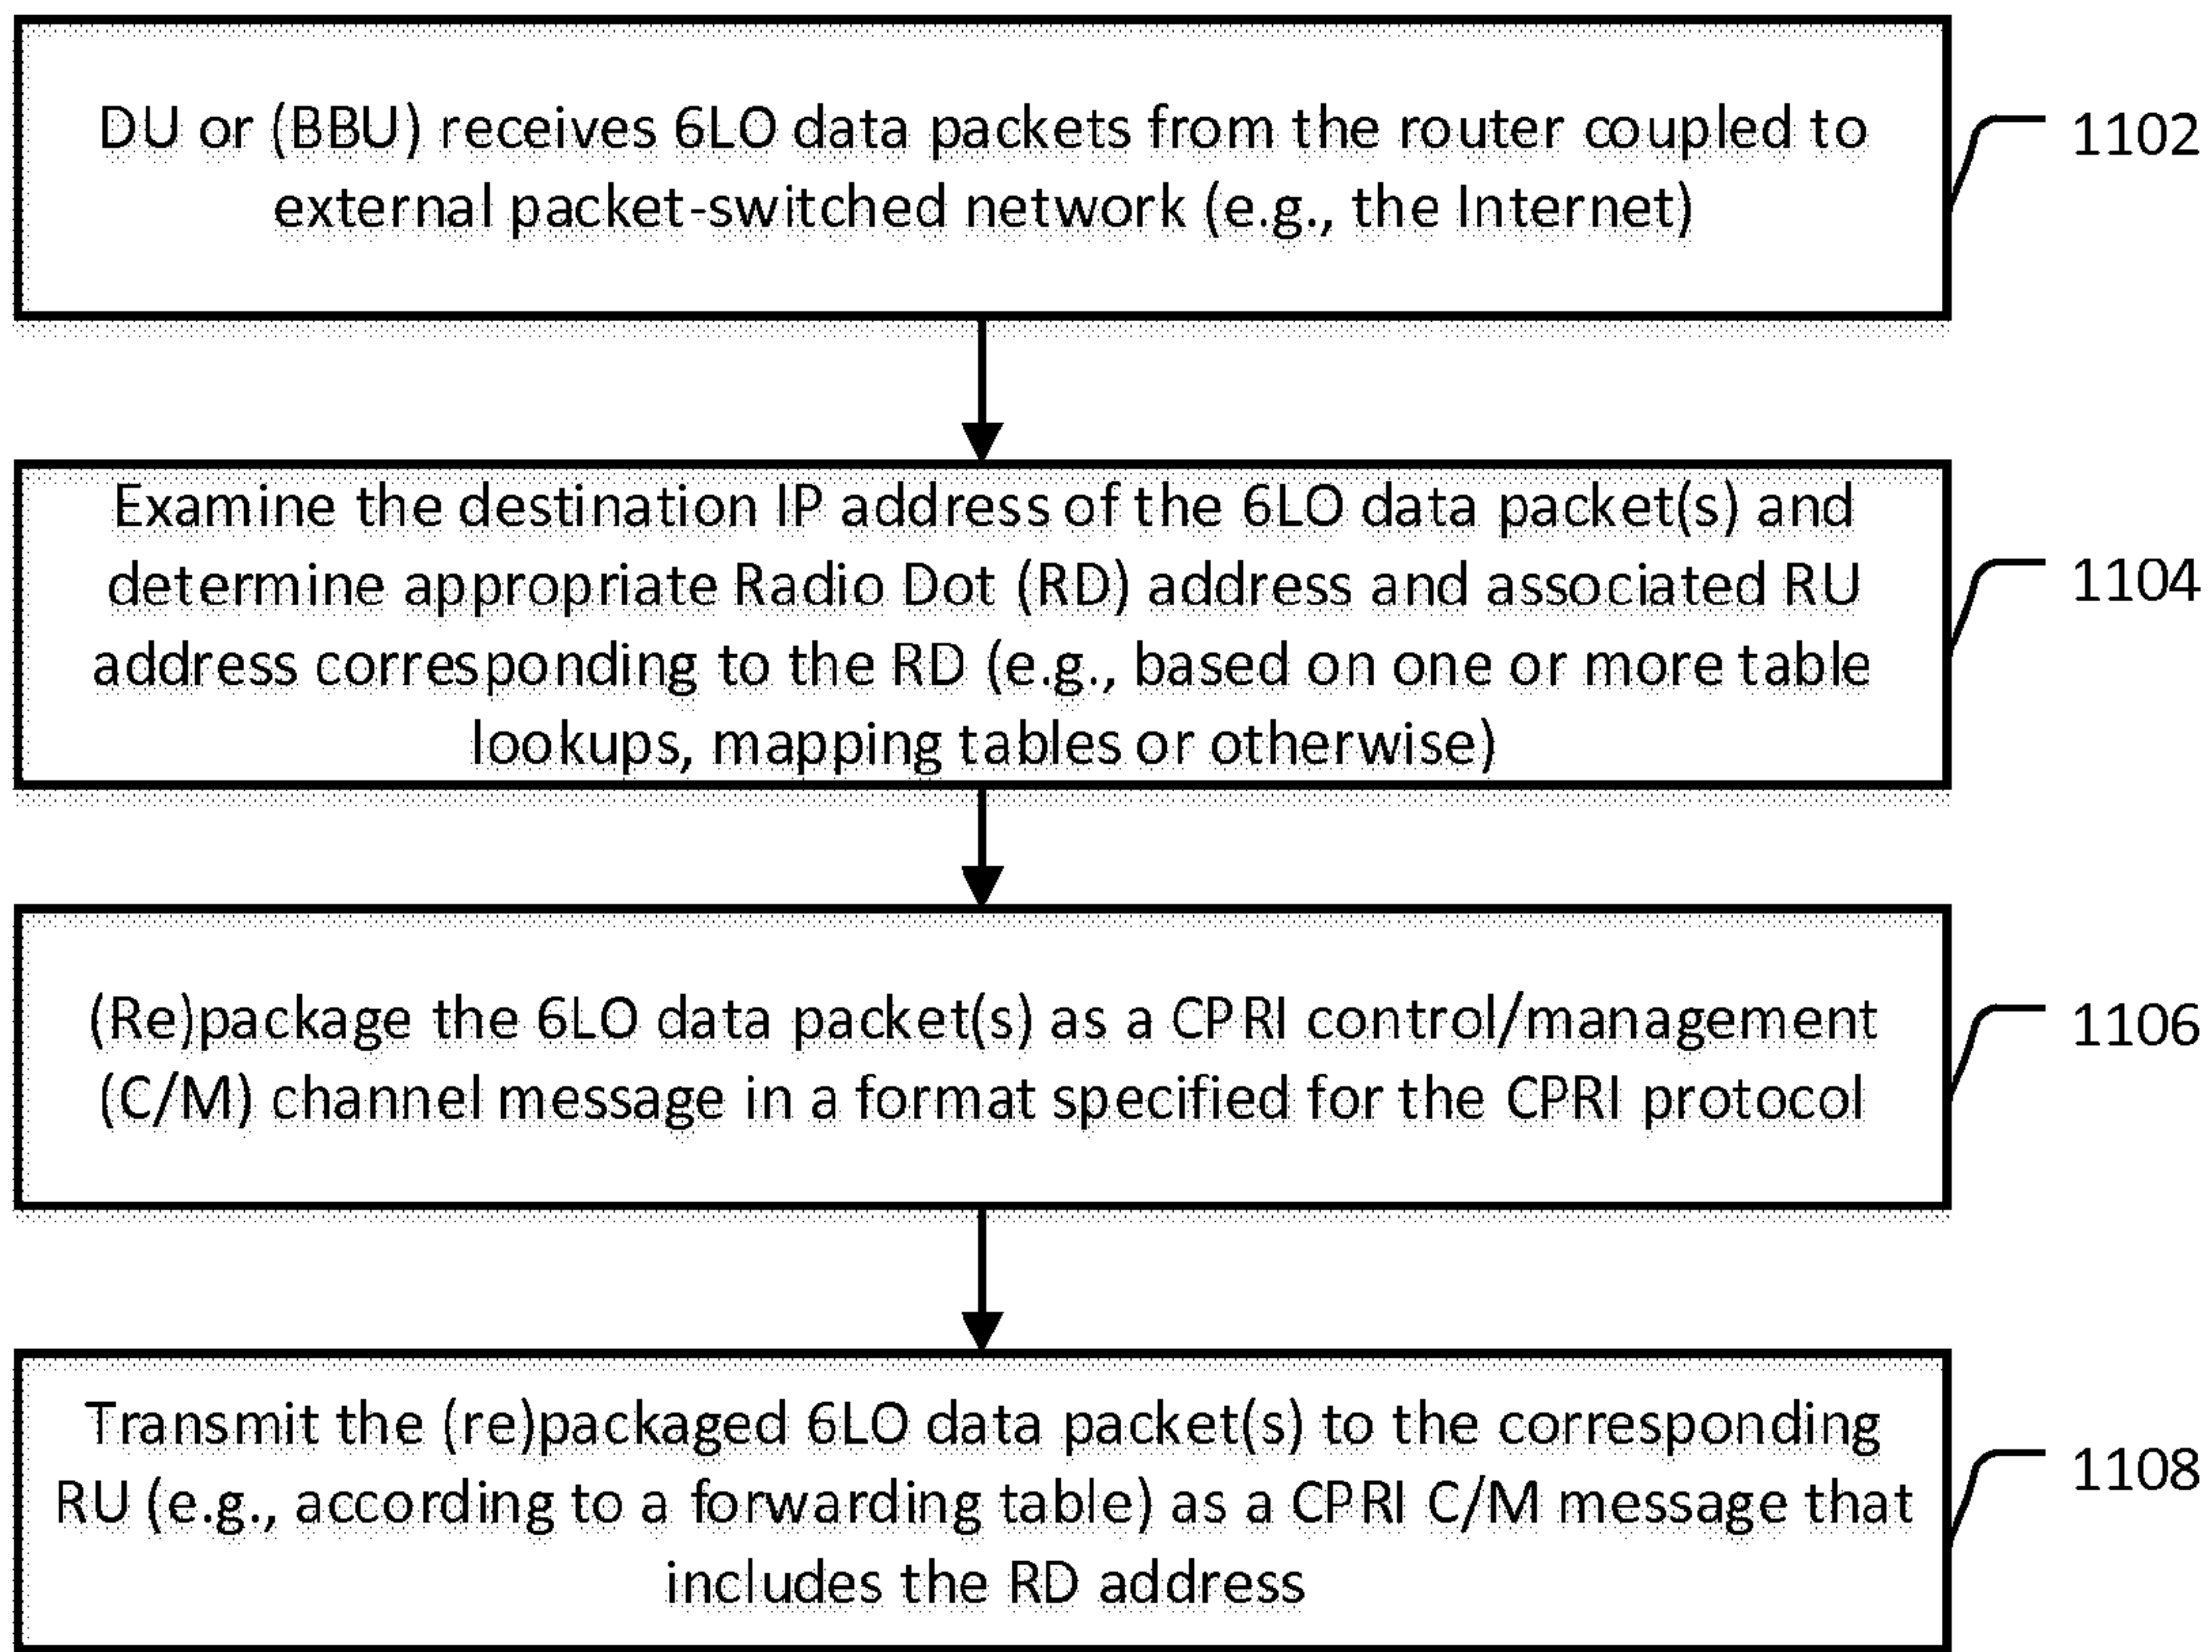 DU or (BBU) receives 6LO data packets from the router coupled to
external packet-switched network (e.g., the Internet)
1102
Examine the destination IP address of the 6LO data packet(s) and
determine appropriate Radio Dot (RD) address and associated RU
address corresponding to the RD (e.g., based on one or more table
lookups, mapping tables or otherwise)
1104
(Re)package the 6LO data packet(s) as a CPRI control/management
(C/M) channel message in a format specified for the CPRI protocol
1106
Transmit the (re)packaged 6LO data packet(s) to the corresponding
RU (e.g., according to a forwarding table) as a CPRI C/M message that
includes the RD address
1108